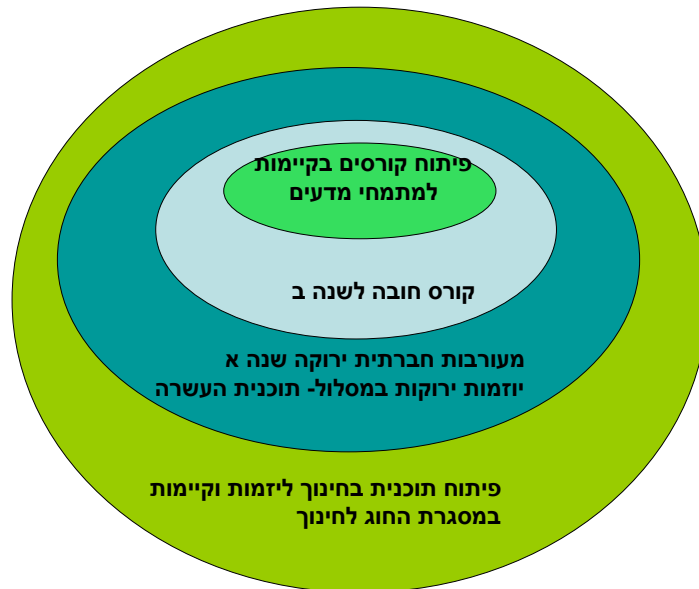 פיתוח קורסים בקיימות
למתמחי מדעים
קורס חובה לשנה ב
מעורבות חברתית ירוקה שנה א
יוזמות ירוקות במסלול- תוכנית העשרה
פיתוח תוכנית בחינוך ליזמות וקיימות
במסגרת החוג לחינוך